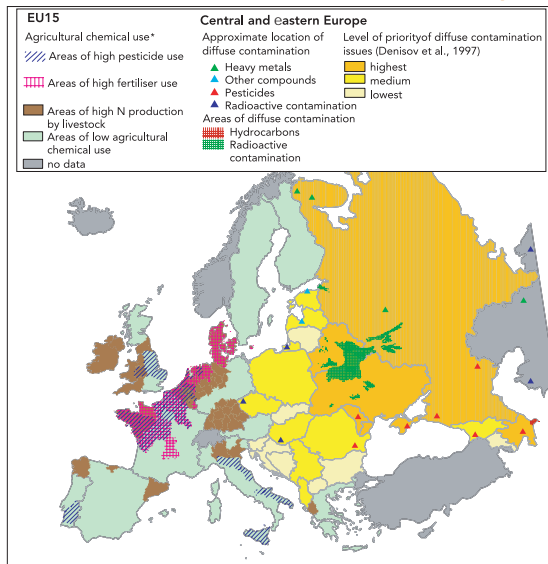 EU15
Agricultural chemical use*
Areas of high pesticide use
Areas of high fertiliser use
Areas of high N production
by livestock
Areas of low agricultural
chemical use
no data
Central and eastern Europe
Approximate location of
diffuse contamination
Heavy metals
Other compounds
Pesticides
Radioactive contamination
Areas of diffuse contamination
Hydrocarbons
Radioactive
contamination
Level of priorityof diffuse contamination
issues (Denisov et al., 1997)
highest
medium
lowest